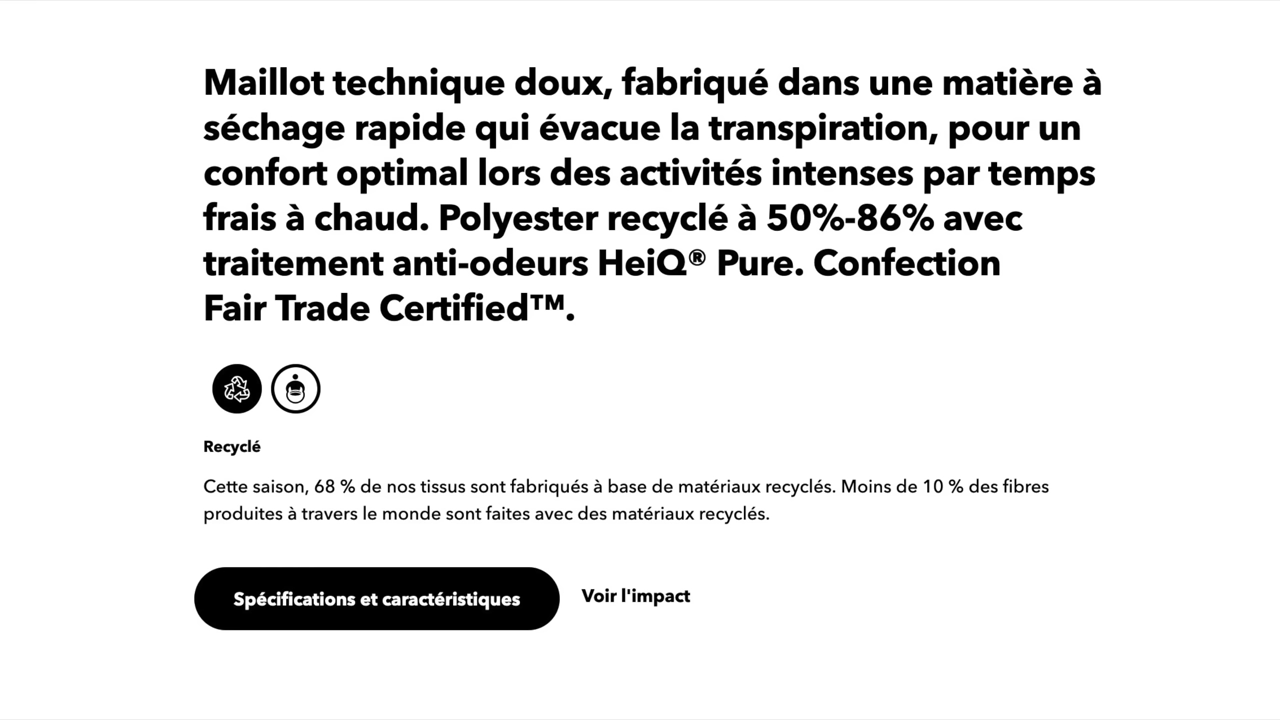 Maillot technique doux, fabriqué dans une matière à
séchage rapide qui évacue la transpiration, pour un
confort optimal lors des activités intenses par temps
frais à chaud. Polyester recyclé à 50%-86% avec
traitement anti-odeurs HeiQ® Pure. Confection
Fair Trade Certified™.
Recyclé
Cette saison, 68 % de nos tissus sont fabriqués à base de matériaux recyclés. Moins de 10 % des fibres
produites à travers le monde sont faites avec des matériaux recyclés.
Spécifications et caractéristiques
Voir l'impact